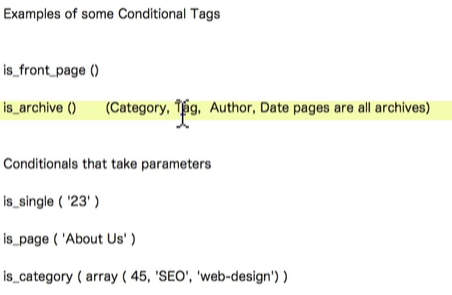 Examples of some Conditional Tags
is_front_page ()
is_archive () (Category, Tag, Author, Date pages are all archives)
Conditionals that take parameters
is_single ( '23' )
is_page ( 'About Us' )
is_category ( array ( 45, 'SEO', 'web-design') )